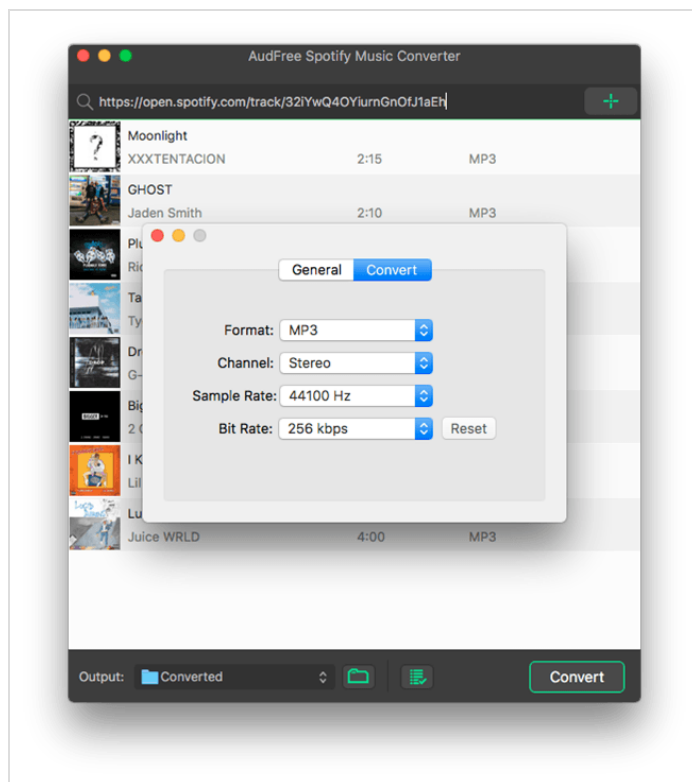 AudFree Spotify Music Converter
https://open.spotify.com/track/32iYwQ4OYiurnGnOfJ1aEh
Moonlight
XXXTENTACION 2:15 MP3
GHOST
Jaden Smith 2:10 MP3
General Convert
Format: MP3
Channel: Stereo
Sample Rate: 44100 Hz
Bit Rate: 256 kbps Reset
I K
Lil
Lu
Juice WRLD 4:00 MP3
Output: Converted Convert